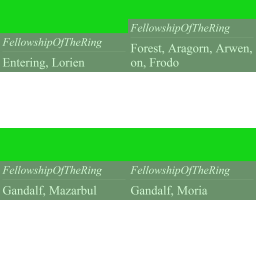 FellowshipOfTheRing
Entering, Lorien
FellowshipOfTheRing
Forest, Aragorn, Arwen,
on, Frodo
FellowshipOfTheRing
Gandalf, Mazarbul
FellowshipOfTheRing
Gandalf, Moria